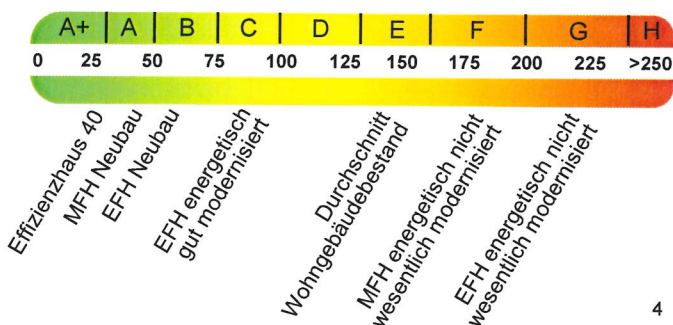 A+ A B C D E F G H
0 25 50 75 100 125 150 175 200 225 >250
Effizienzhaus 40
MFH Neubau
EFH Neubau
EFH energetisch
gut modernisiert
Durchschnitt
Wohngebäudebestand
MFH energetisch nicht
wesentlich modernisiert
EFH energetisch nicht
wesentlich modernisiert
4